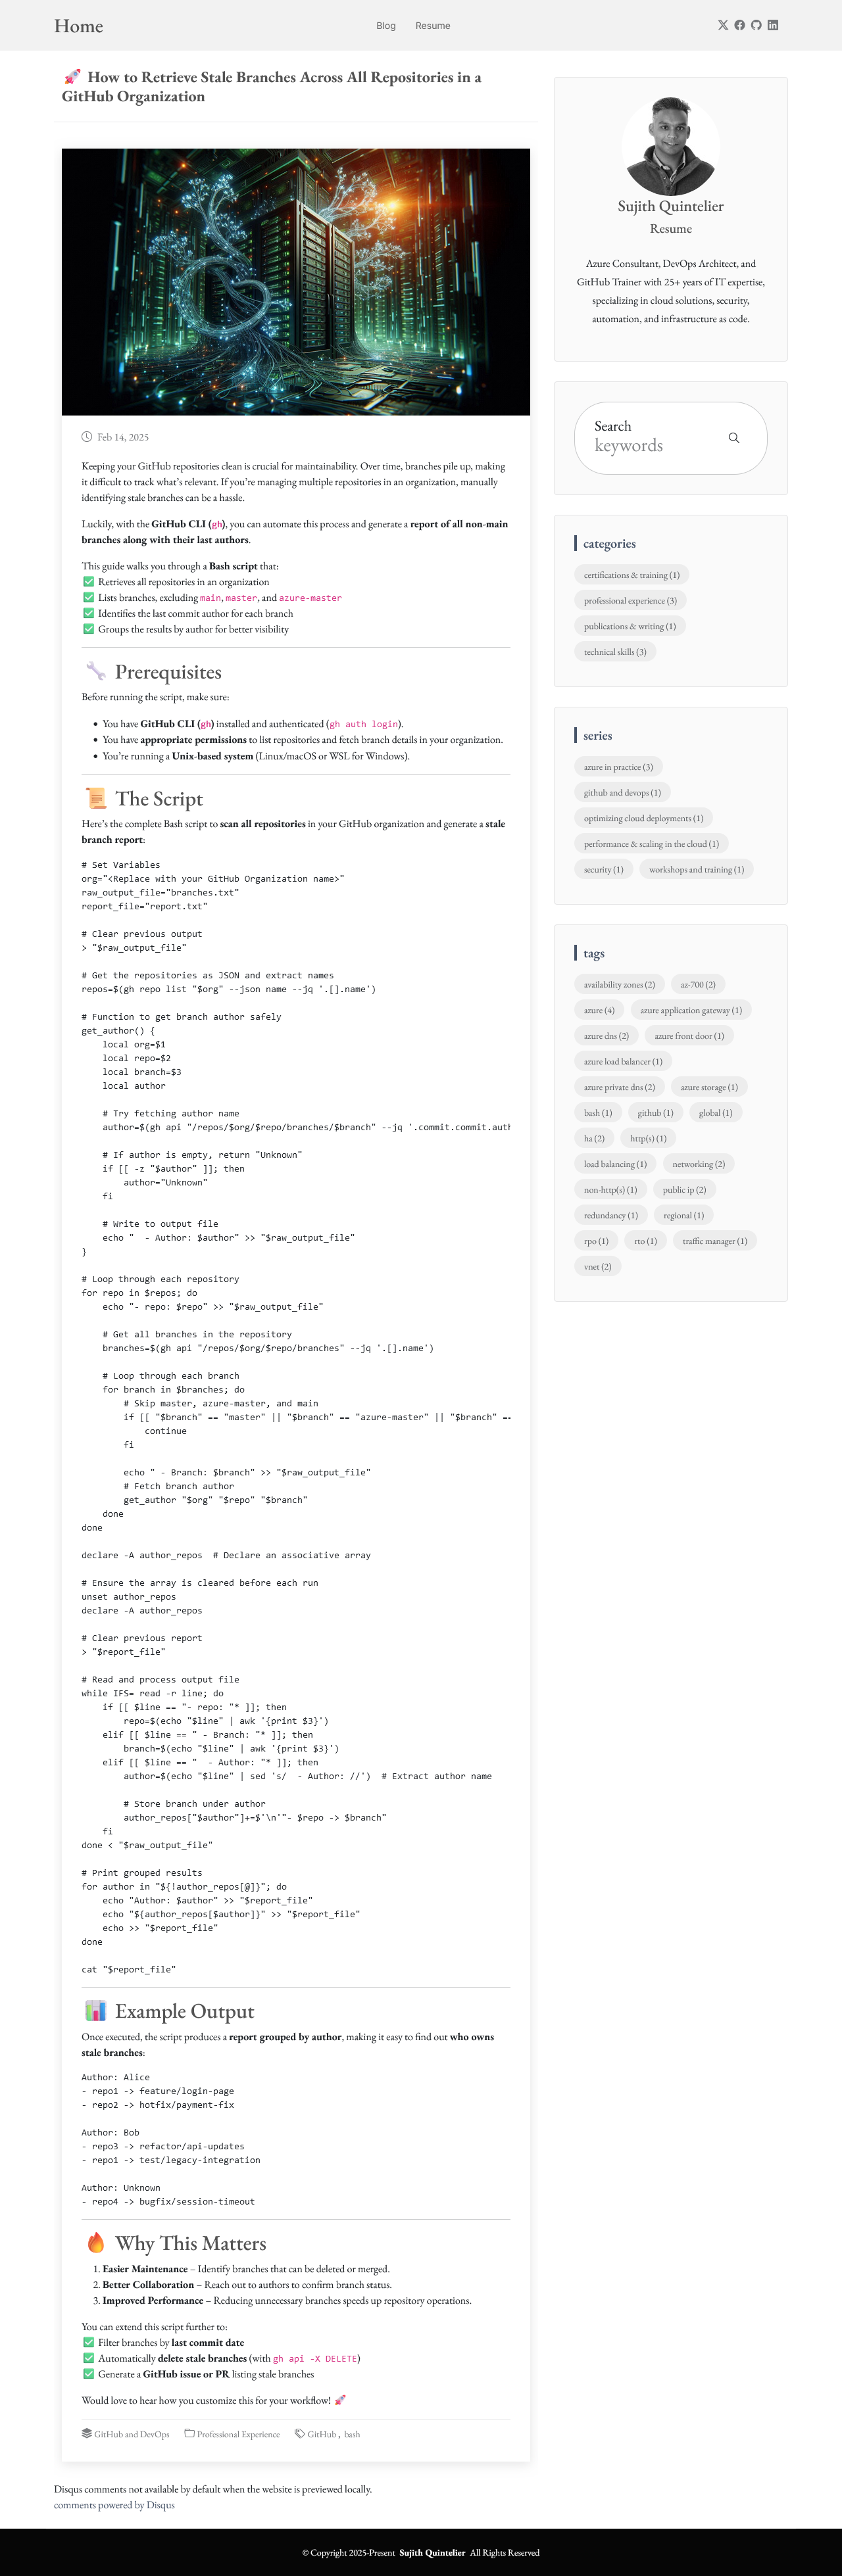 Home
Blog
Resume
🚀 How to Retrieve Stale Branches Across All Repositories in a
GitHub Organization
Feb 14, 2025
Keeping your GitHub repositories clean is crucial for maintainability. Over time, branches pile up, making
it difficult to track what's relevant. If you're managing multiple repositories in an organization, manually
identifying stale branches can be a hassle.
Luckily, with the GitHub CLI (gh), you can automate this process and generate a report of all non-main
branches along with their last authors.
This guide walks you through a Bash script that:
✅ Retrieves all repositories in an organization
✅ Lists branches, excluding main, master, and azure-master
✅ Identifies the last commit author for each branch
✅ Groups the results by author for better visibility
🔧 Prerequisites
Before running the script, make sure:
• You have GitHub CLI (gh) installed and authenticated (gh auth login).
• You have appropriate permissions to list repositories and fetch branch details in your organization.
• You're running a Unix-based system (Linux/macOS or WSL for Windows).
📜 The Script
Here's the complete Bash script to scan all repositories in your GitHub organization and generate a stale
branch report:
# Set Variables
org="<Replace with your GitHub Organization name>"
raw_output_file="branches.txt"
report_file="report.txt"
# Clear previous output
> "$raw_output_file"
# Get the repositories as JSON and extract names
repos=$(gh repo list "$org" --json name --jq '.[].name')
# Function to get branch author safely
get_author() {
    local org=$1
    local repo=$2
    local branch=$3
    local author
    # Try fetching author name
    author=$(gh api "/repos/$org/$repo/branches/$branch" --jq '.commit.commit.auth
    # If author is empty, return "Unknown"
    if [[ -z "$author" ]]; then
        author="Unknown"
    fi
    # Write to output file
    echo "  - Author: $author" >> "$raw_output_file"
}
# Loop through each repository
for repo in $repos; do
    echo "- repo: $repo" >> "$raw_output_file"
    # Get all branches in the repository
    branches=$(gh api "/repos/$org/$repo/branches" --jq '.[].name')
    # Loop through each branch
    for branch in $branches; do
        # Skip master, azure-master, and main
        if [[ "$branch" == "master" || "$branch" == "azure-master" || "$branch" ==
            continue
        fi
        echo " - Branch: $branch" >> "$raw_output_file"
        # Fetch branch author
        get_author "$org" "$repo" "$branch"
    done
done
declare -A author_repos  # Declare an associative array
# Ensure the array is cleared before each run
unset author_repos
declare -A author_repos
# Clear previous report
> "$report_file"
# Read and process output file
while IFS= read -r line; do
    if [[ $line == "- repo: "* ]]; then
        repo=$(echo "$line" | awk '{print $3}')
    elif [[ $line == " - Branch: "* ]]; then
        branch=$(echo "$line" | awk '{print $3}')
    elif [[ $line == "  - Author: "* ]]; then
        author=$(echo "$line" | sed 's/  - Author: //')  # Extract author name
        # Store branch under author
        author_repos["$author"]+=$'\n'"- $repo -> $branch"
    fi
done < "$raw_output_file"
# Print grouped results
for author in "${!author_repos[@]}"; do
    echo "Author: $author" >> "$report_file"
    echo "${author_repos[$author]}" >> "$report_file"
    echo >> "$report_file"
done
cat "$report_file"
📊 Example Output
Once executed, the script produces a report grouped by author, making it easy to find out who owns
stale branches:
Author: Alice
- repo1 -> feature/login-page
- repo2 -> hotfix/payment-fix
Author: Bob
- repo3 -> refactor/api-updates
- repo1 -> test/legacy-integration
Author: Unknown
- repo4 -> bugfix/session-timeout
🔥 Why This Matters
1. Easier Maintenance – Identify branches that can be deleted or merged.
2. Better Collaboration – Reach out to authors to confirm branch status.
3. Improved Performance – Reducing unnecessary branches speeds up repository operations.
You can extend this script further to:
✅ Filter branches by last commit date
✅ Automatically delete stale branches (with gh api -X DELETE)
✅ Generate a GitHub issue or PR listing stale branches
Would love to hear how you customize this for your workflow! 🚀
GitHub and DevOps Professional Experience GitHub , bash
Disqus comments not available by default when the website is previewed locally.
comments powered by Disqus
Sujith Quintelier
Resume
Azure Consultant, DevOps Architect, and
GitHub Trainer with 25+ years of IT expertise,
specializing in cloud solutions, security,
automation, and infrastructure as code.
Search
keywords
categories
certifications & training (1)
professional experience (3)
publications & writing (1)
technical skills (3)
series
azure in practice (3)
github and devops (1)
optimizing cloud deployments (1)
performance & scaling in the cloud (1)
security (1) workshops and training (1)
tags
availability zones (2) az-700 (2)
azure (4) azure application gateway (1)
azure dns (2) azure front door (1)
azure load balancer (1)
azure private dns (2) azure storage (1)
bash (1) github (1) global (1)
ha (2) http(s) (1)
load balancing (1) networking (2)
non-http(s) (1) public ip (2)
redundancy (1) regional (1)
rpo (1) rto (1) traffic manager (1)
vnet (2)
© Copyright 2025-Present Sujith Quintelier All Rights Reserved